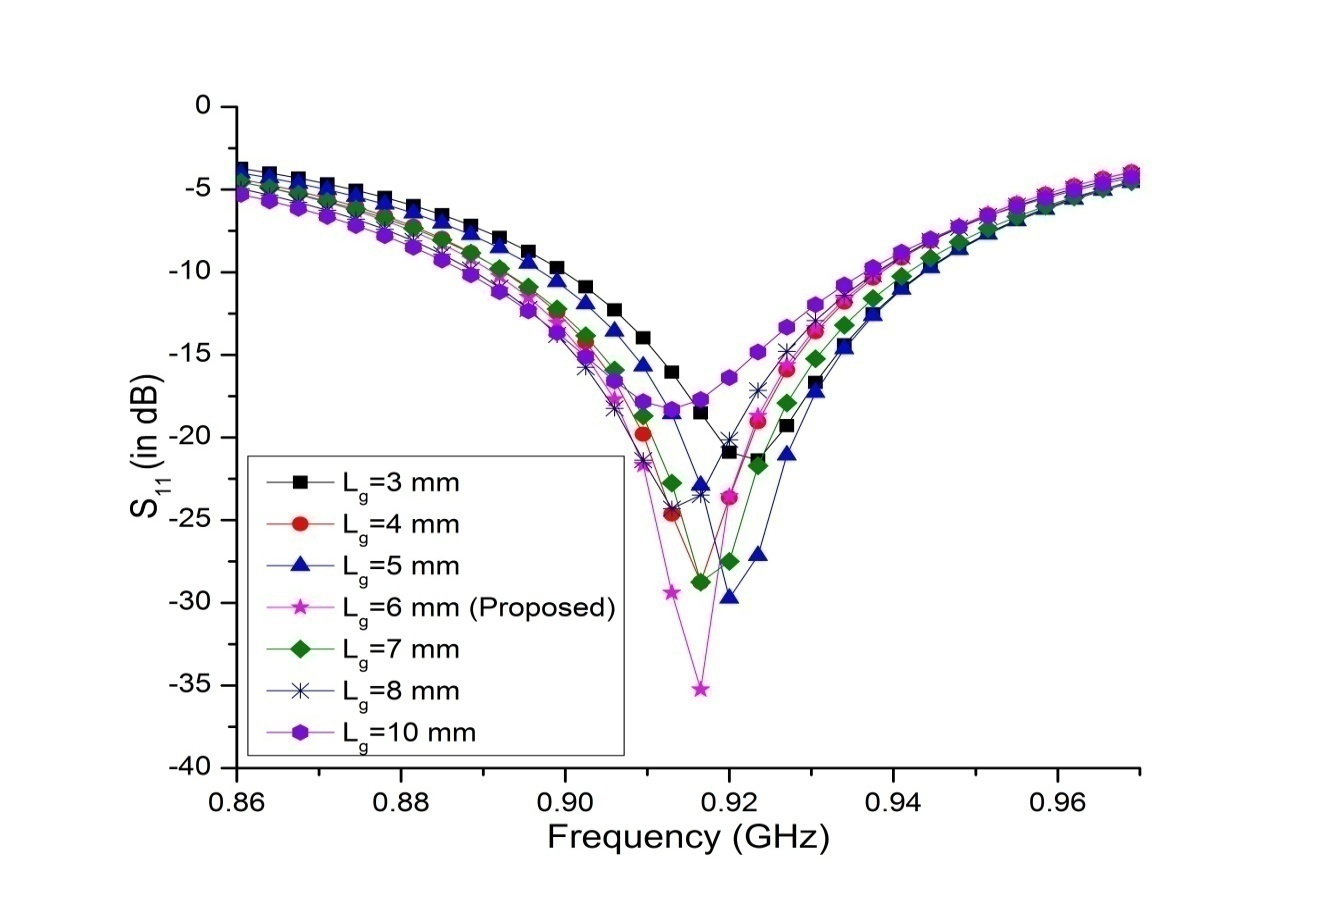 0
-5
-10
-15
-20
-25
-30
-35
-40
S11 (in dB)
Lg=3 mm
Lg=4 mm
Lg=5 mm
Lg=6 mm (Proposed)
Lg=7 mm
Lg=8 mm
Lg=10 mm
0.86 0.88 0.90 0.92 0.94 0.96
Frequency (GHz)